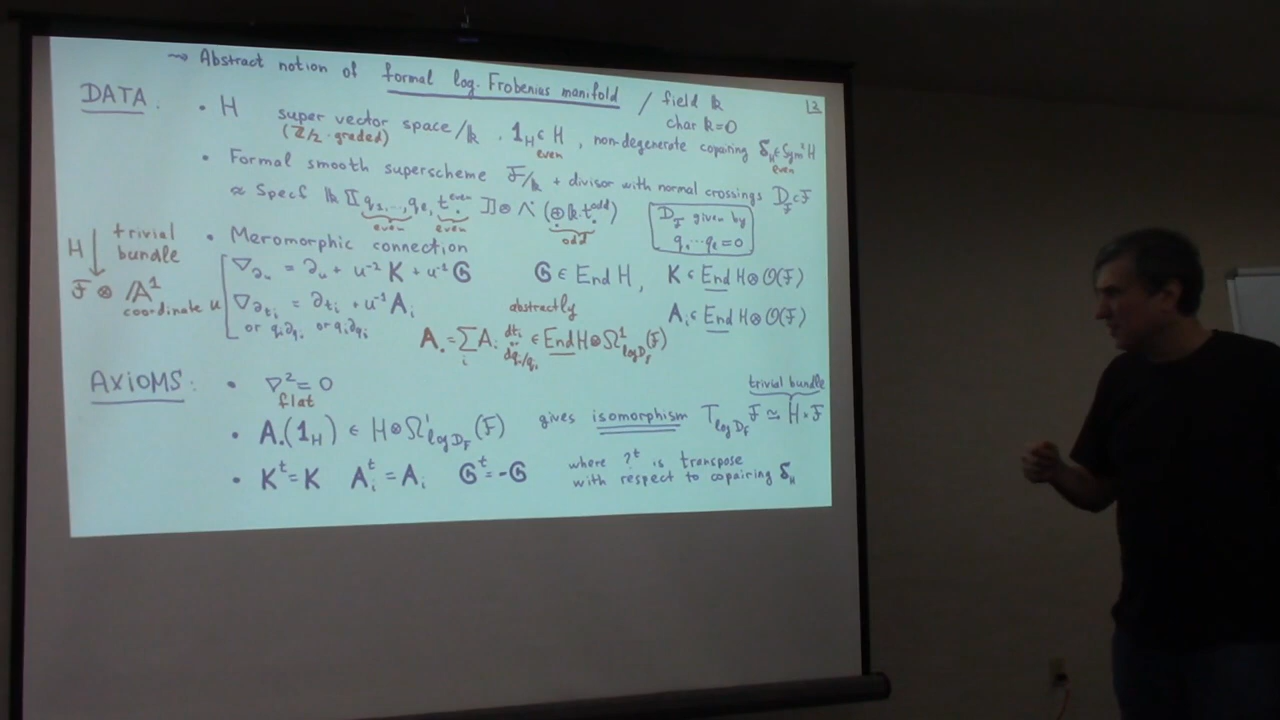 ⇝ Abstract notion of formal log. Frobenius manifold / field 𝕜
char k=0
12
DATA:
• H super vector space/𝕜 . 1_H ∈ H , non-degenerate copairing δ_H ∈ Sym² H
(ℤ/2-graded) even even
• Formal smooth superscheme F/𝕜 + divisor with normal crossings D_F ⊂ F
≈ Specf 𝕜 [[q_1,..,q_ℓ, t.^even]] ⊗ Λ^• (⊕ 𝕜.t.^odd)
even even odd
D_F given by
q_1⋯q_ℓ=0
H ↓ trivial bundle
F ⊗ 𝔸¹
coordinate u
• Meromorphic connection
∇_∂u = ∂_u + u⁻² K + u⁻¹ G G ∈ End H , K ∈ End H⊗O(F)
∇_∂ti = ∂_ti + u⁻¹ A_i A_i ∈ End H⊗O(F)
or q_i∂q_i or q_i∂q_i
abstractly
A. = Σ_i A_i dt_i ∈ End H⊗Ω¹_log D_F (F)
dq_i/q_i
AXIOMS: • ∇²=0
flat
• A.(1_H) ∈ H⊗Ω¹_log D_F (F) gives isomorphism T_log D_F F ≃ H×F
trivial bundle
• K^t=K A_i^t = A_i G^t=-G where ?^t is transpose
with respect to copairing δ_H